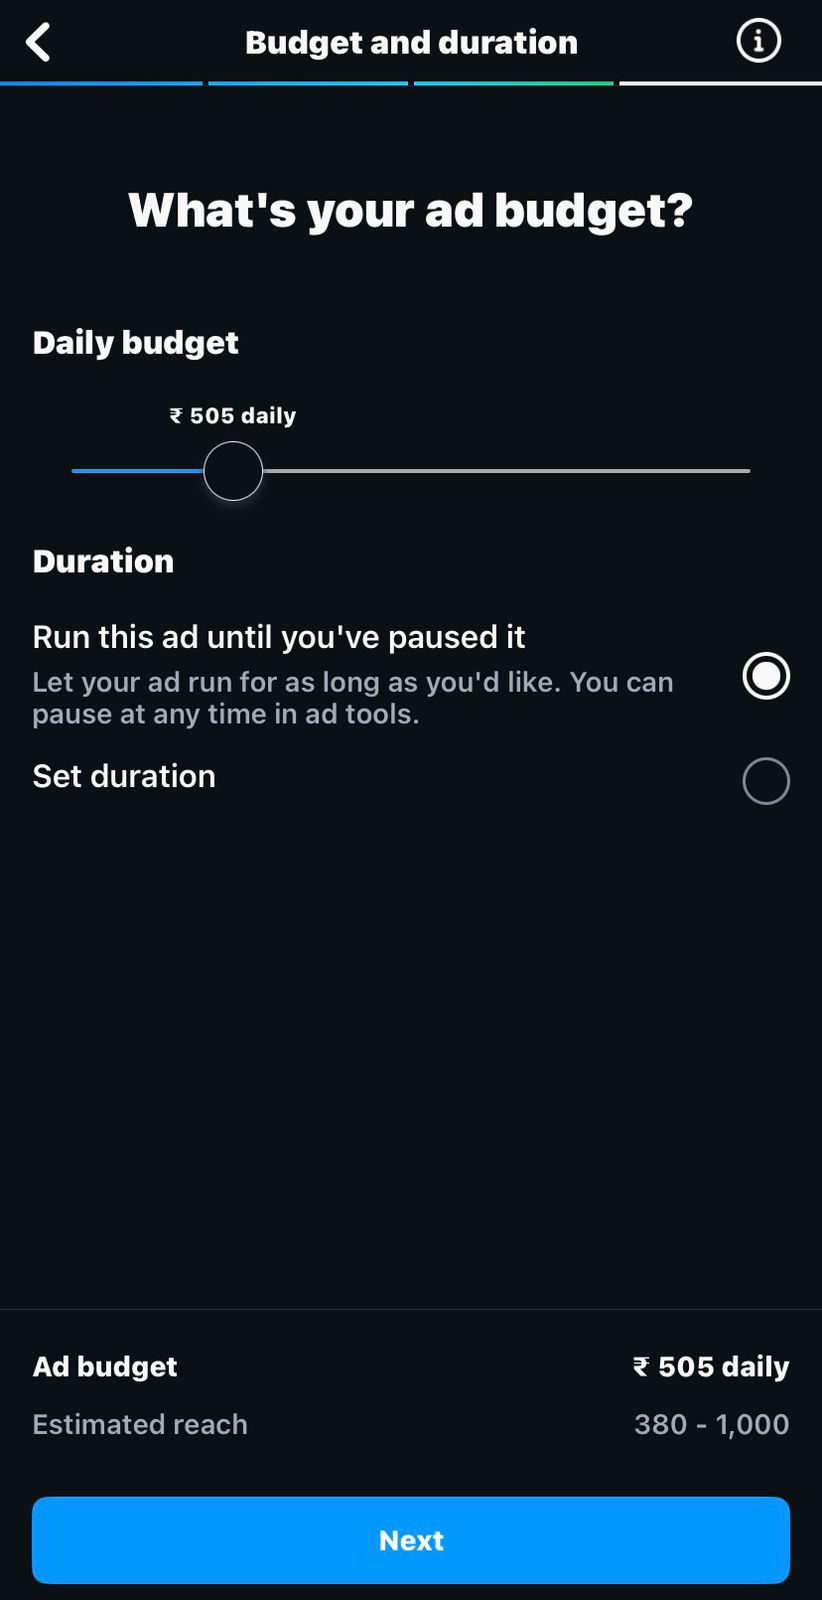 Budget and duration
What's your ad budget?
Daily budget
₹ 505 daily
Duration
Run this ad until you've paused it
Let your ad run for as long as you'd like. You can
pause at any time in ad tools.
Set duration
Ad budget
₹ 505 daily
Estimated reach
380 - 1,000
Next